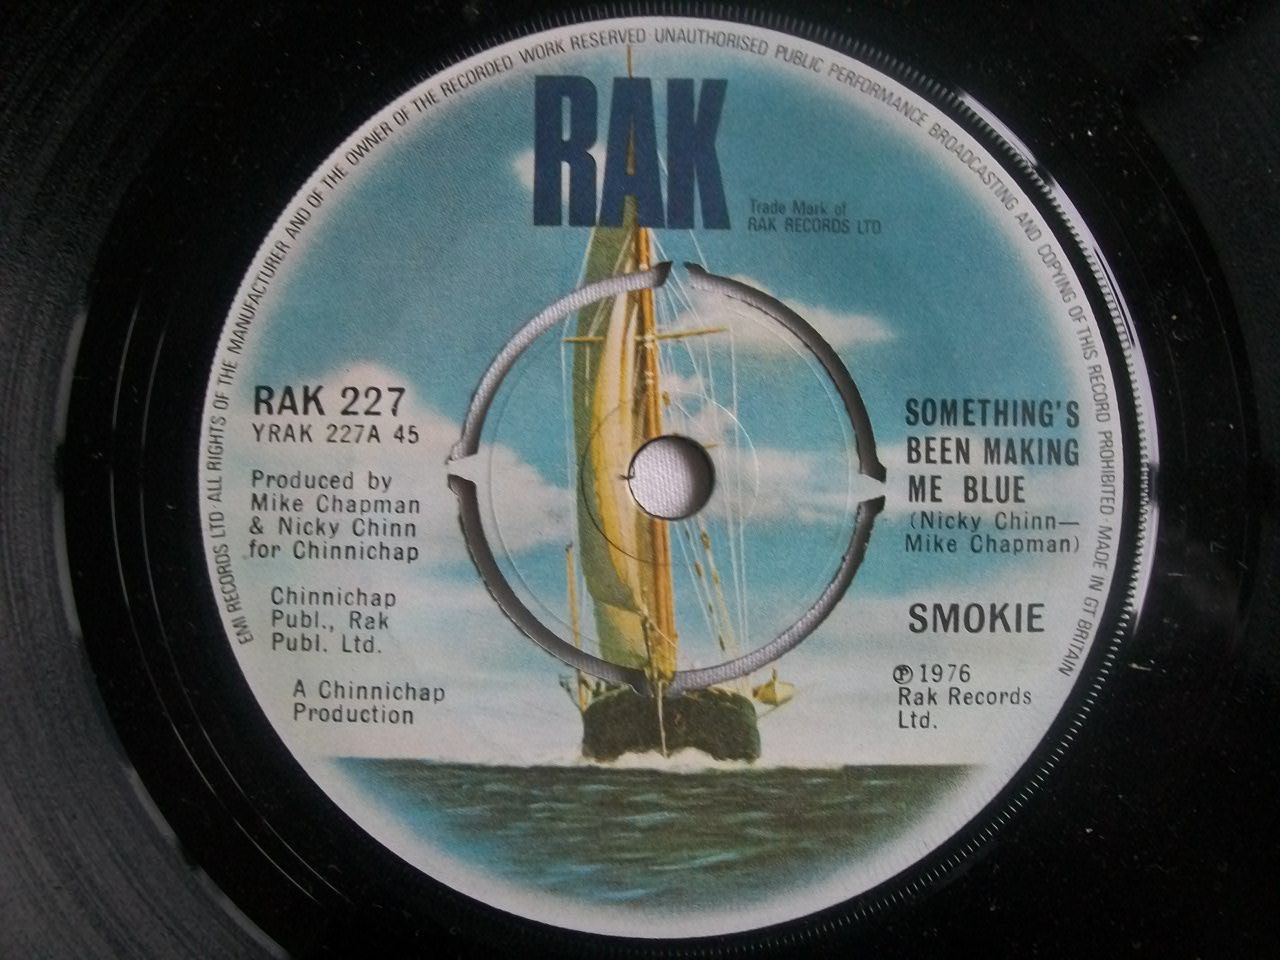 EMI RECORDS LTD · ALL RIGHTS OF THE MANUFACTURER AND OF THE OWNER OF THE RECORDED WORK RESERVED UNAUTHORISED PUBLIC PERFORMANCE BROADCASTING AND COPYING OF THIS RECORD PROHIBITED MADE IN GT BRITAIN
RAK
Trade Mark of
RAK RECORDS LTD
RAK 227
YRAK 227A 45
Produced by
Mike Chapman
& Nicky Chinn
for Chinnichap
Chinnichap
Publ., Rak
Publ. Ltd.
A Chinnichap
Production
SOMETHING'S
BEEN MAKING
ME BLUE
(Nicky Chinn—
Mike Chapman)
SMOKIE
℗ 1976
Rak Records
Ltd.